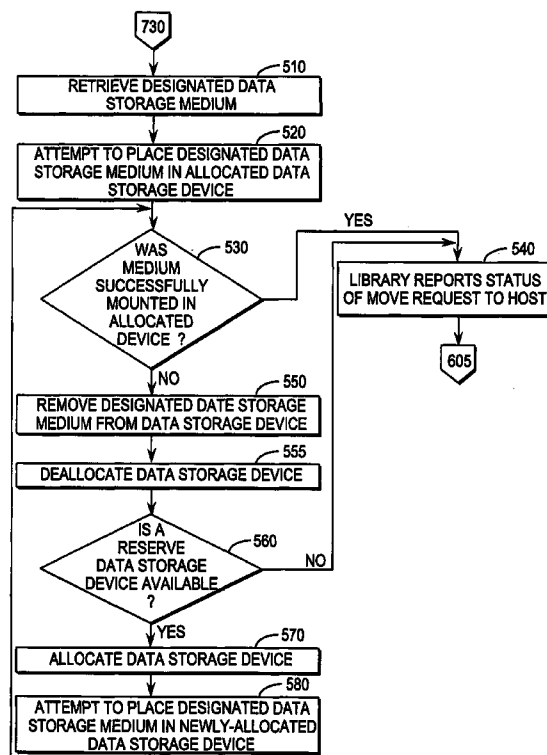 730
510
RETRIEVE DESIGNATED DATA
STORAGE MEDIUM
520
ATTEMPT TO PLACE DESIGNATED DATA
STORAGE MEDIUM IN ALLOCATED DATA
STORAGE DEVICE
530
WAS
MEDIUM
SUCCESSFULLY
MOUNTED IN
ALLOCATED
DEVICE ?
YES
540
LIBRARY REPORTS STATUS
OF MOVE REQUEST TO HOST
605
NO
550
REMOVE DESIGNATED DATE STORAGE
MEDIUM FROM DATA STORAGE DEVICE
555
DEALLOCATE DATA STORAGE DEVICE
560
IS A
RESERVE
DATA STORAGE
DEVICE AVAILABLE
?
NO
YES
570
ALLOCATE DATA STORAGE DEVICE
580
ATTEMPT TO PLACE DESIGNATED DATA
STORAGE MEDIUM IN NEWLY-ALLOCATED
DATA STORAGE DEVICE